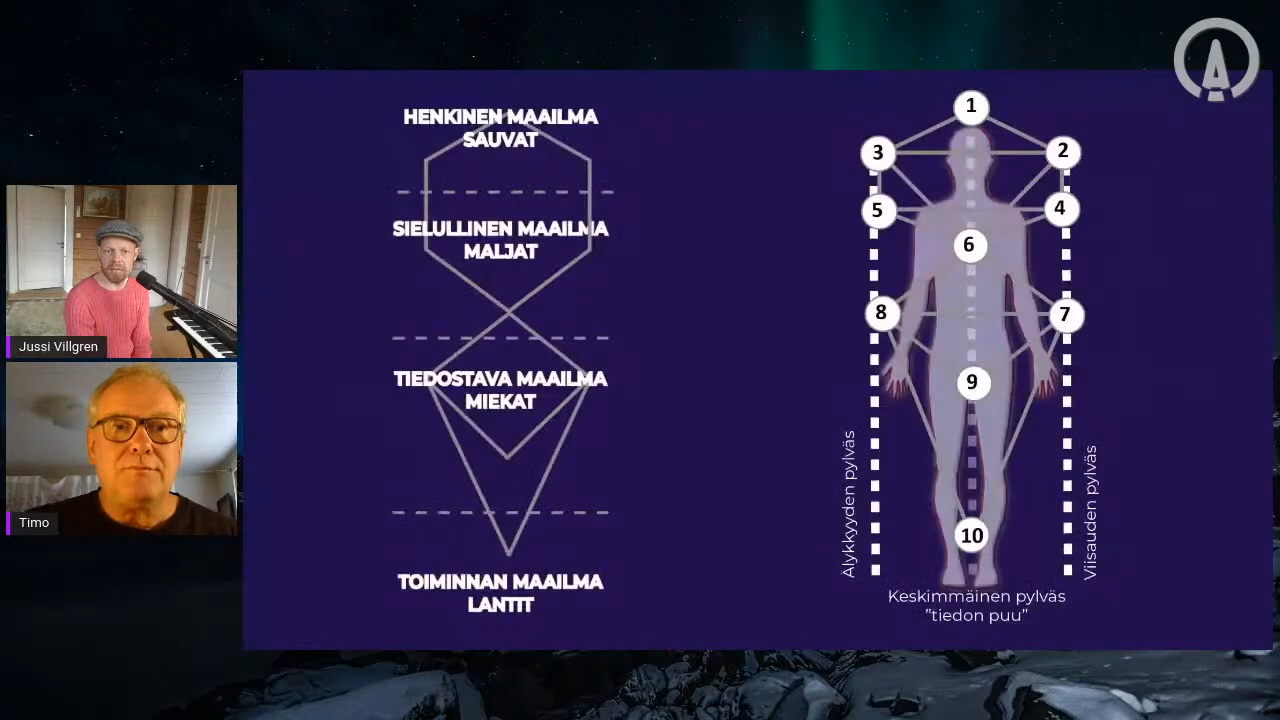 HENKINEN MAAILMA
SAUVAT
SIELULLINEN MAAILMA
MALJAT
TIEDOSTAVA MAAILMA
MIEKAT
TOIMINNAN MAAILMA
LANTIT
1
3
2
5
4
6
8
7
9
10
Älykkyyden pylväs
Viisauden pylväs
Keskimmäinen pylväs
”tiedon puu”
Jussi Villgren
Timo